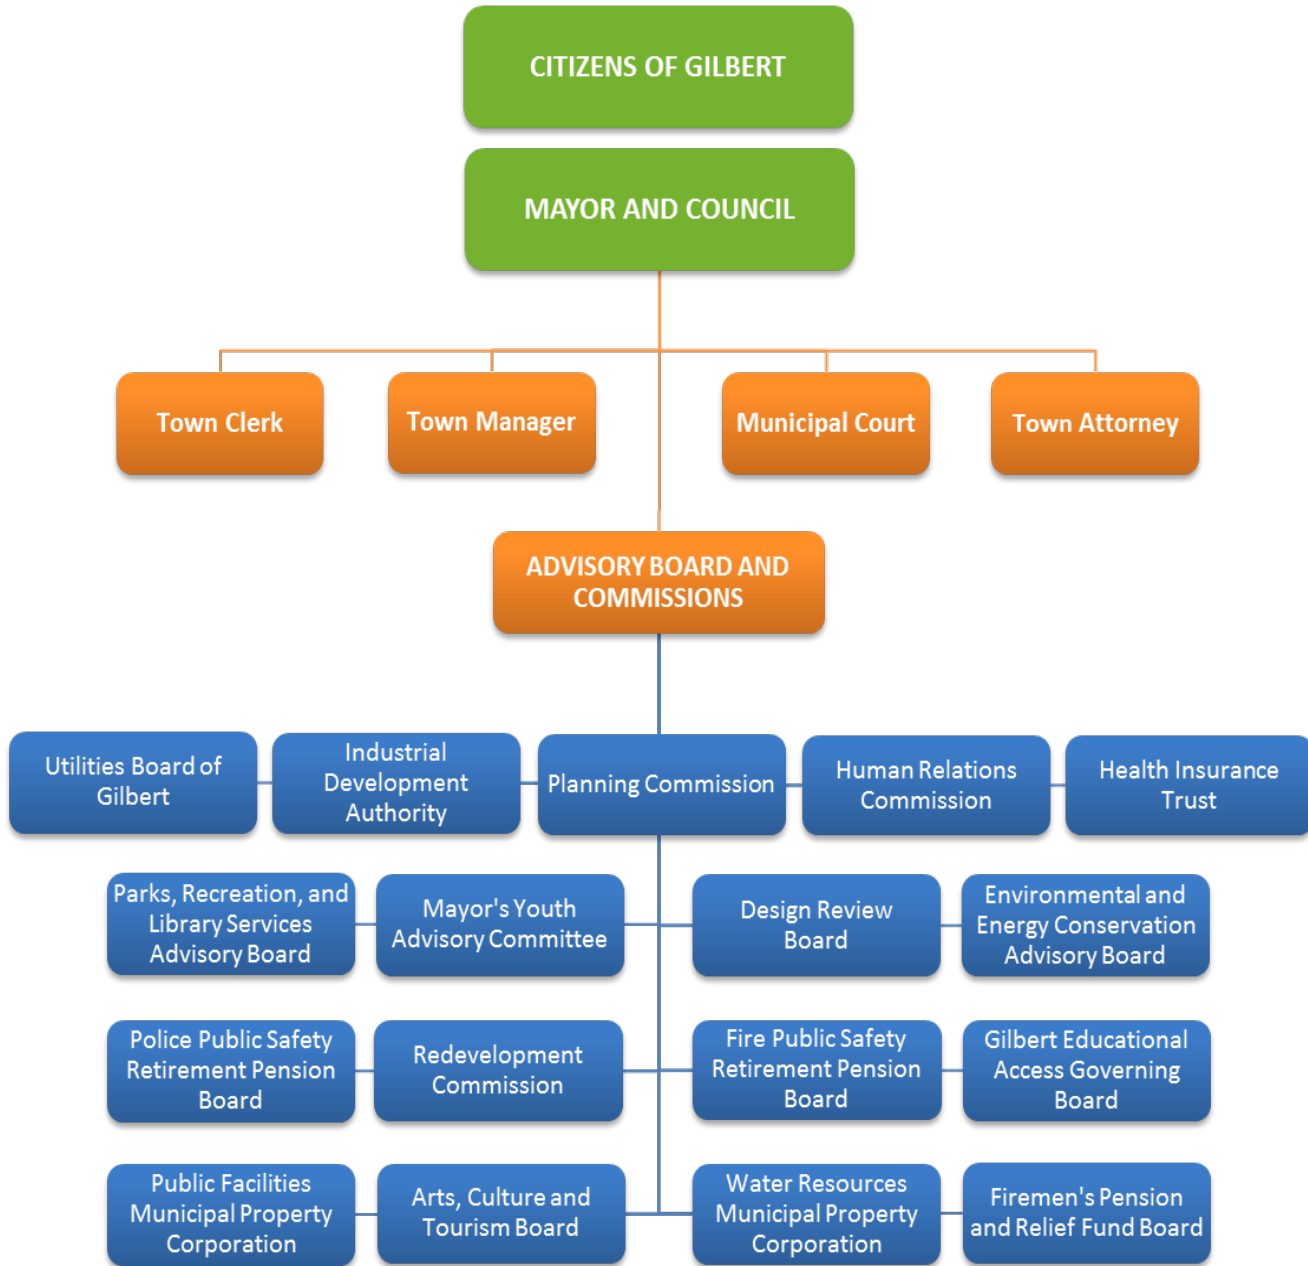 CITIZENS OF GILBERT
MAYOR AND COUNCIL
Town Clerk
Town Manager
Municipal Court
Town Attorney
ADVISORY BOARD AND
COMMISSIONS
Utilities Board of
Gilbert
Industrial
Development
Authority
Planning Commission
Human Relations
Commission
Health Insurance
Trust
Parks, Recreation, and
Library Services
Advisory Board
Mayor's Youth
Advisory Committee
Design Review
Board
Environmental and
Energy Conservation
Advisory Board
Police Public Safety
Retirement Pension
Board
Redevelopment
Commission
Fire Public Safety
Retirement Pension
Board
Gilbert Educational
Access Governing
Board
Public Facilities
Municipal Property
Corporation
Arts, Culture and
Tourism Board
Water Resources
Municipal Property
Corporation
Firemen's Pension
and Relief Fund Board